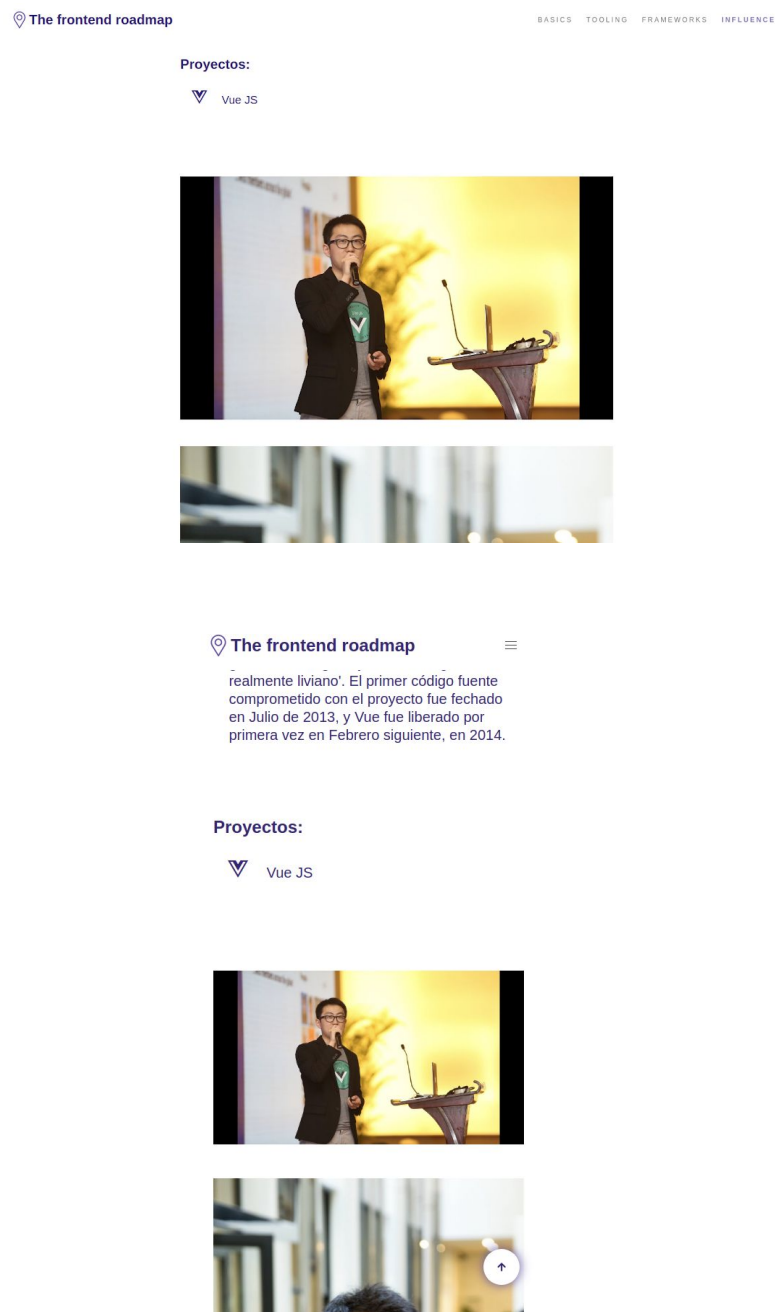 The frontend roadmap
BASICS TOOLING FRAMEWORKS INFLUENCE
Proyectos:
Vue JS
The frontend roadmap
realmente liviano'. El primer código fuente
comprometido con el proyecto fue fechado
en Julio de 2013, y Vue fue liberado por
primera vez en Febrero siguiente, en 2014.
Proyectos:
Vue JS